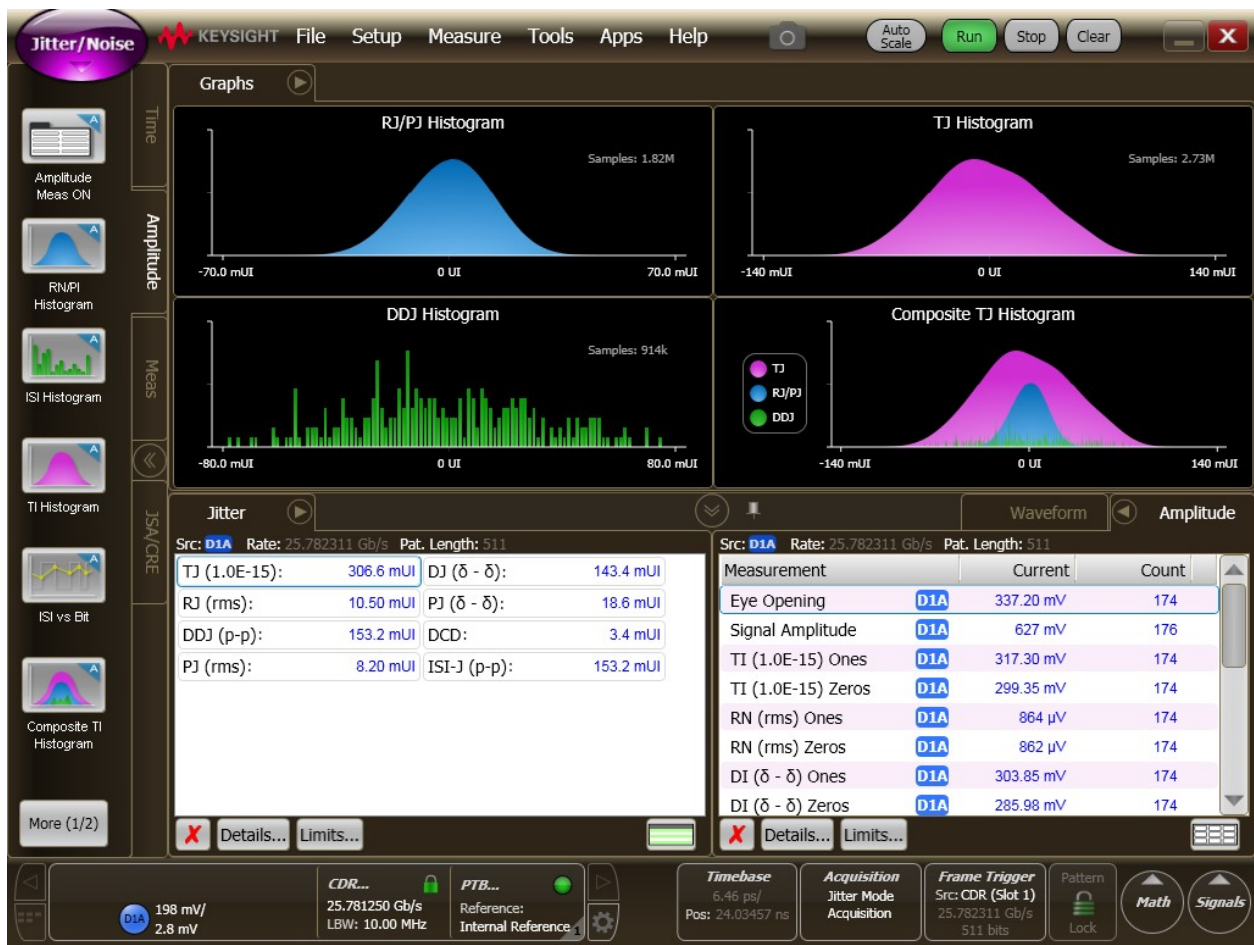 Jitter/Noise
KEYSIGHT File Setup Measure Tools Apps Help
Auto Scale
Run
Stop
Clear
Amplitude
Meas ON
RN/PI
Histogram
ISI Histogram
TI Histogram
ISI vs Bit
Composite TI
Histogram
More (1/2)
Time
Amplitude
Meas
JSA/CRE
Graphs
RJ/PJ Histogram
Samples: 1.82M
-70.0 mUI 0 UI 70.0 mUI
TJ Histogram
Samples: 2.73M
-140 mUI 0 UI 140 mUI
DDJ Histogram
Samples: 914k
-80.0 mUI 0 UI 80.0 mUI
Composite TJ Histogram
TJ
RJ/PJ
DDJ
-140 mUI 0 UI 140 mUI
Jitter
Src: D1A Rate: 25.782311 Gb/s Pat. Length: 511
TJ (1.0E-15): 306.6 mUI DJ (δ - δ): 143.4 mUI
RJ (rms): 10.50 mUI PJ (δ - δ): 18.6 mUI
DDJ (p-p): 153.2 mUI DCD: 3.4 mUI
PJ (rms): 8.20 mUI ISI-J (p-p): 153.2 mUI
Details... Limits...
Waveform Amplitude
Src: D1A Rate: 25.782311 Gb/s Pat. Length: 511
Measurement Current Count
Eye Opening D1A 337.20 mV 174
Signal Amplitude D1A 627 mV 176
TI (1.0E-15) Ones D1A 317.30 mV 174
TI (1.0E-15) Zeros D1A 299.35 mV 174
RN (rms) Ones D1A 864 µV 174
RN (rms) Zeros D1A 862 µV 174
DI (δ - δ) Ones D1A 303.85 mV 174
DI (δ - δ) Zeros D1A 285.98 mV 174
Details... Limits...
D1A
198 mV/
2.8 mV
CDR...
25.781250 Gb/s
LBW: 10.00 MHz
PTB...
Reference:
Internal Reference 1
Timebase
6.46 ps/
Pos: 24.03457 ns
Acquisition
Jitter Mode
Acquisition
Frame Trigger
Src: CDR (Slot 1)
25.782311 Gb/s
511 bits
Pattern
Lock
Math
Signals